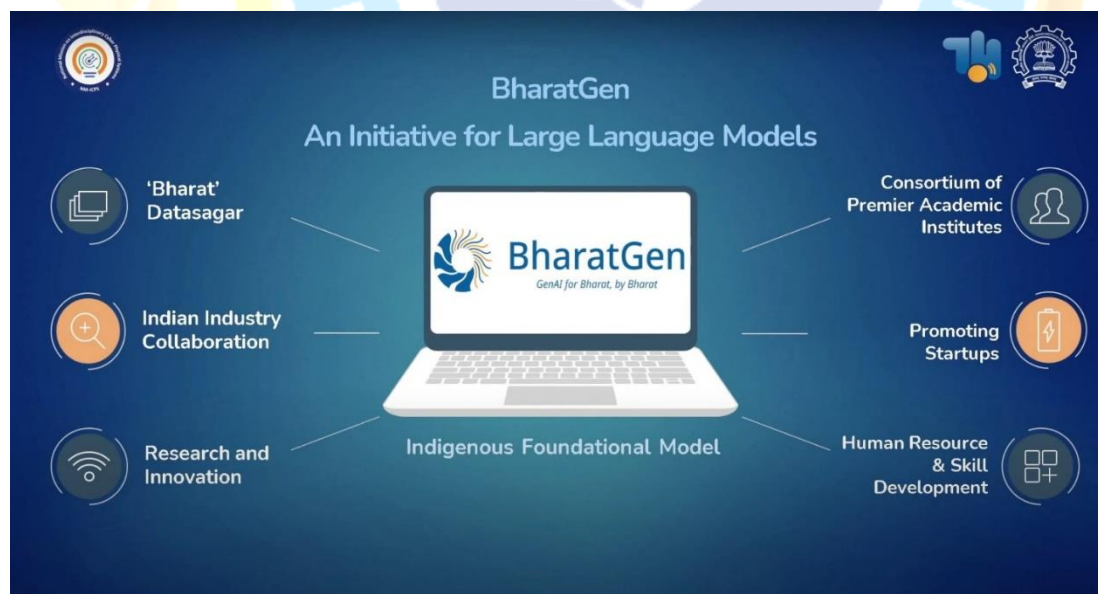 BharatGen
An Initiative for Large Language Models
'Bharat'
Datasagar
Indian Industry
Collaboration
Research and
Innovation
BharatGen
GenAI for Bharat, by Bharat
Indigenous Foundational Model
Consortium of
Premier Academic
Institutes
Promoting
Startups
Human Resource
& Skill
Development